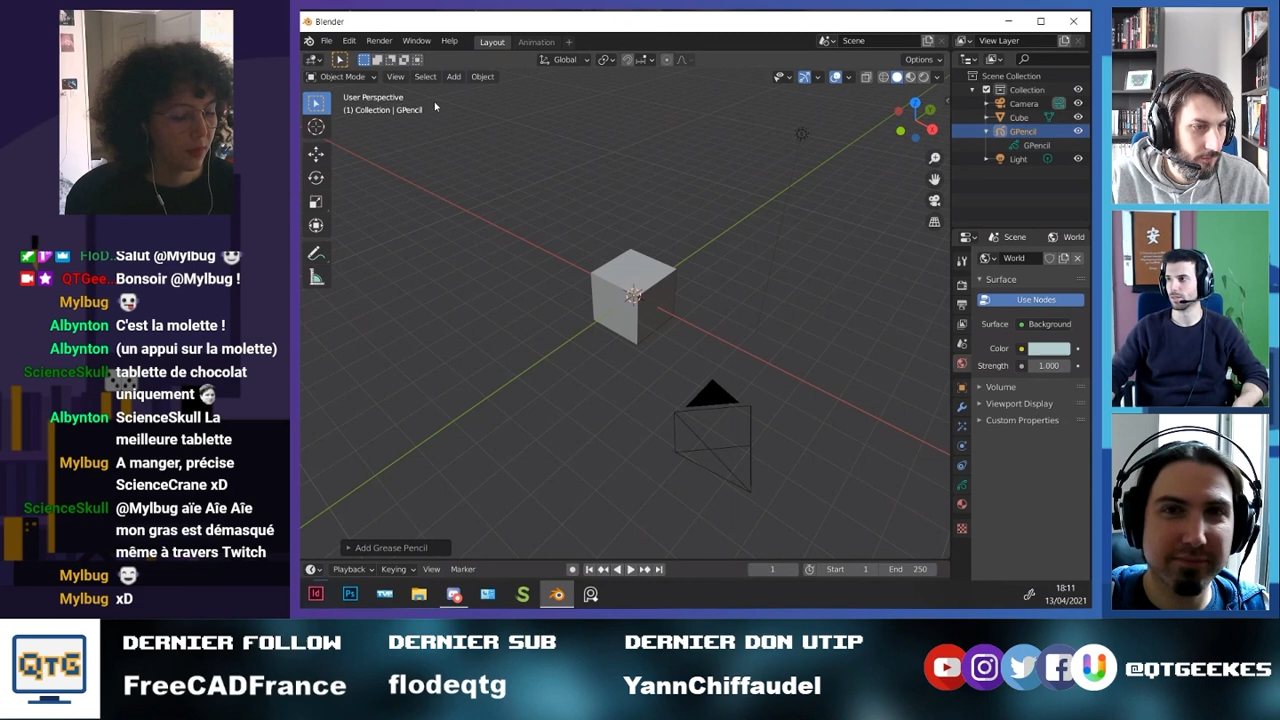 Blender
File Edit Render Window Help Layout Animation + Scene View Layer
Global Options
Object Mode View Select Add Object
User Perspective
(1) Collection | GPencil
Scene Collection
Collection
Camera
Cube
GPencil
GPencil
Light
Scene World
World
Surface
Use Nodes
Surface Background
Color
Strength 1.000
Volume
Viewport Display
Custom Properties
Add Grease Pencil
Playback Keying View Marker 1 Start 1 End 250
18:11
13/04/2021
FloD.. Salut @Mylbug
QTGee.. Bonsoir @Mylbug !
Mylbug
Albynton C'est la molette !
Albynton (un appui sur la molette)
ScienceSkull tablette de chocolat
uniquement
Albynton ScienceSkull La
meilleure tablette
Mylbug A manger, précise
ScienceCrane xD
ScienceSkull @Mylbug aïe Aïe Aïe
mon gras est démasqué
même à travers Twitch
Mylbug
Mylbug xD
QTG
DERNIER FOLLOW
FreeCADFrance
DERNIER SUB
flodeqtg
DERNIER DON UTIP
YannChiffaudel
@QTGEEKES